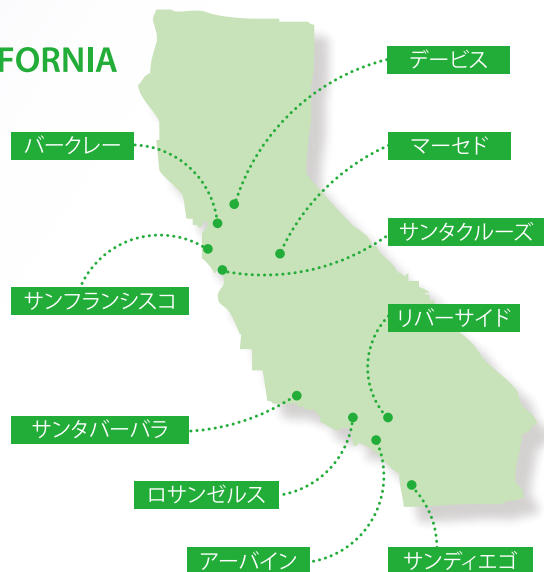 FORNIA
デービス
バークレー
マーセド
サンタクルーズ
サンフランシスコ
リバーサイド
サンタバーバラ
ロサンゼルス
アーバイン
サンディエゴ